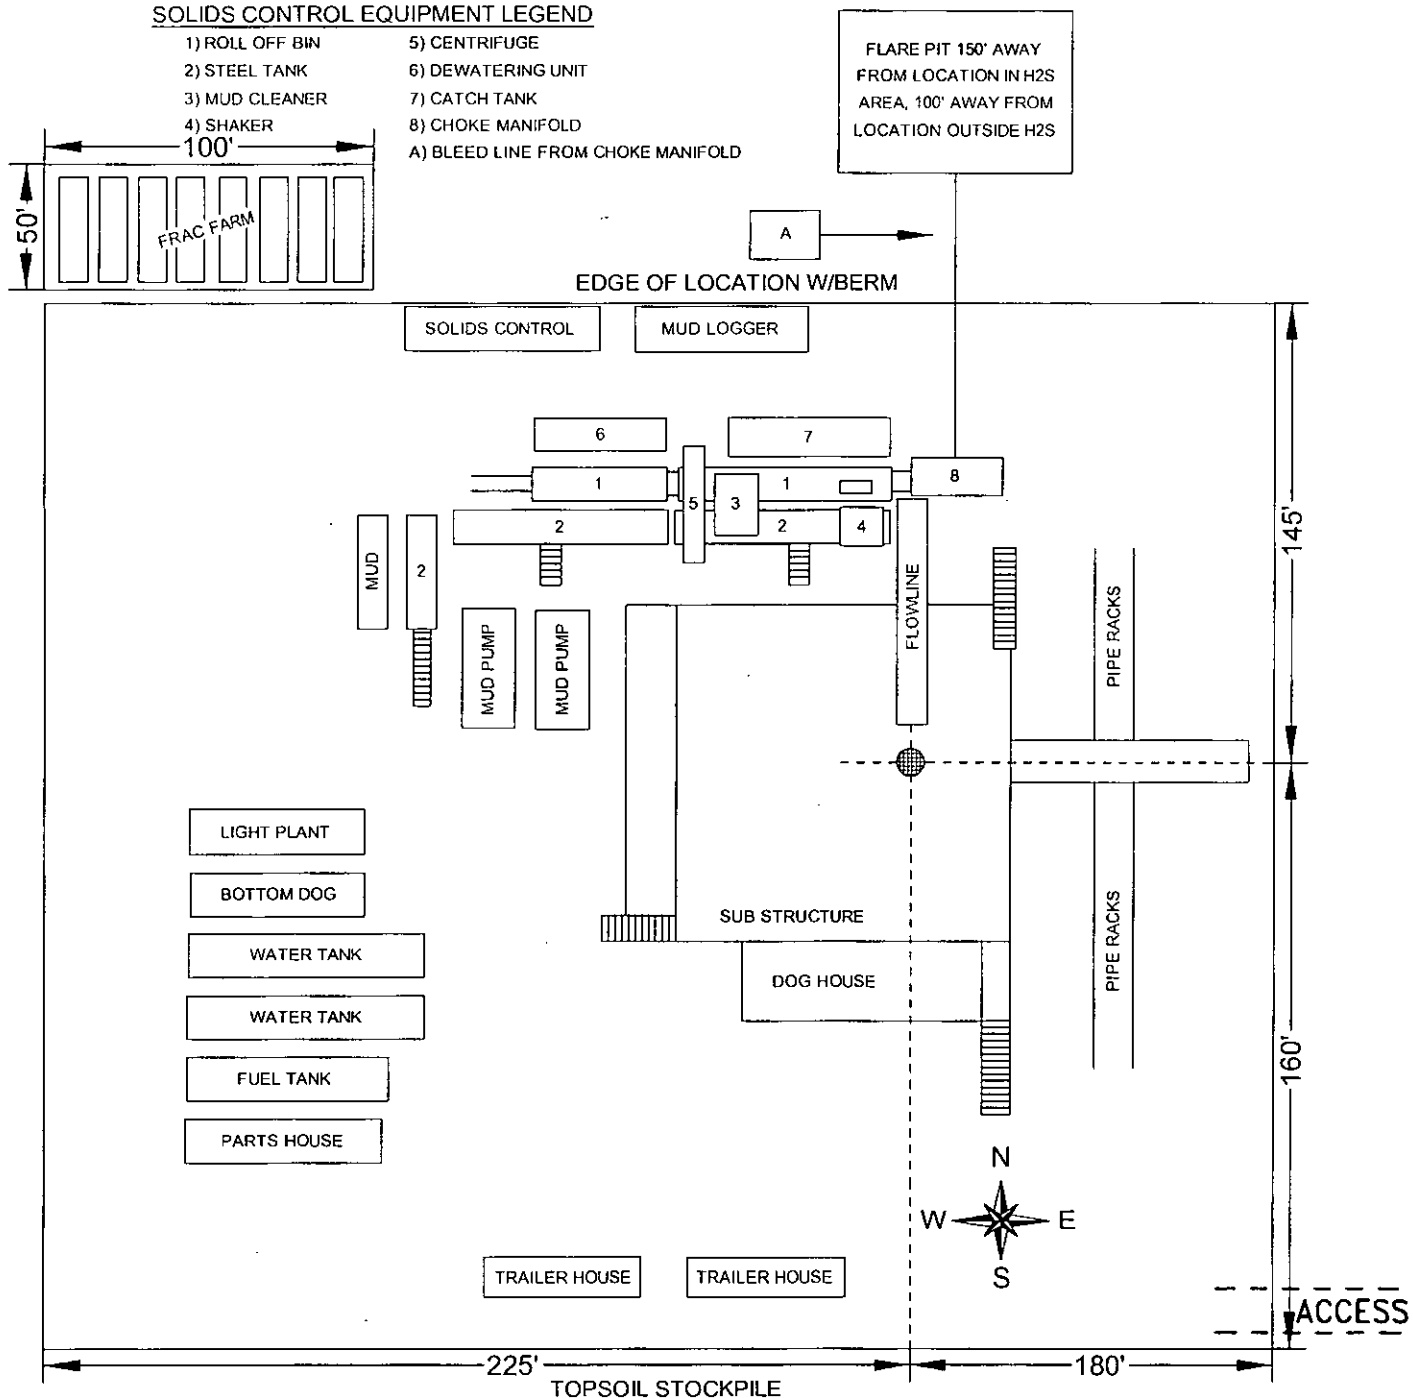 SOLIDS CONTROL EQUIPMENT LEGEND
1) ROLL OFF BIN
2) STEEL TANK
3) MUD CLEANER
4) SHAKER
5) CENTRIFUGE
6) DEWATERING UNIT
7) CATCH TANK
8) CHOKE MANIFOLD
A) BLEED LINE FROM CHOKE MANIFOLD
FLARE PIT 150' AWAY
FROM LOCATION IN H2S
AREA, 100' AWAY FROM
LOCATION OUTSIDE H2S
100'
50'
FRAC FARM
A
EDGE OF LOCATION W/BERM
SOLIDS CONTROL
MUD LOGGER
6
7
1
1
8
5
3
2
2
4
MUD
2
MUD PUMP
MUD PUMP
FLOWLINE
PIPE RACKS
145'
LIGHT PLANT
BOTTOM DOG
WATER TANK
WATER TANK
FUEL TANK
PARTS HOUSE
SUB STRUCTURE
DOG HOUSE
PIPE RACKS
160'
N
W
E
S
TRAILER HOUSE
TRAILER HOUSE
ACCESS
225'
180'
TOPSOIL STOCKPILE